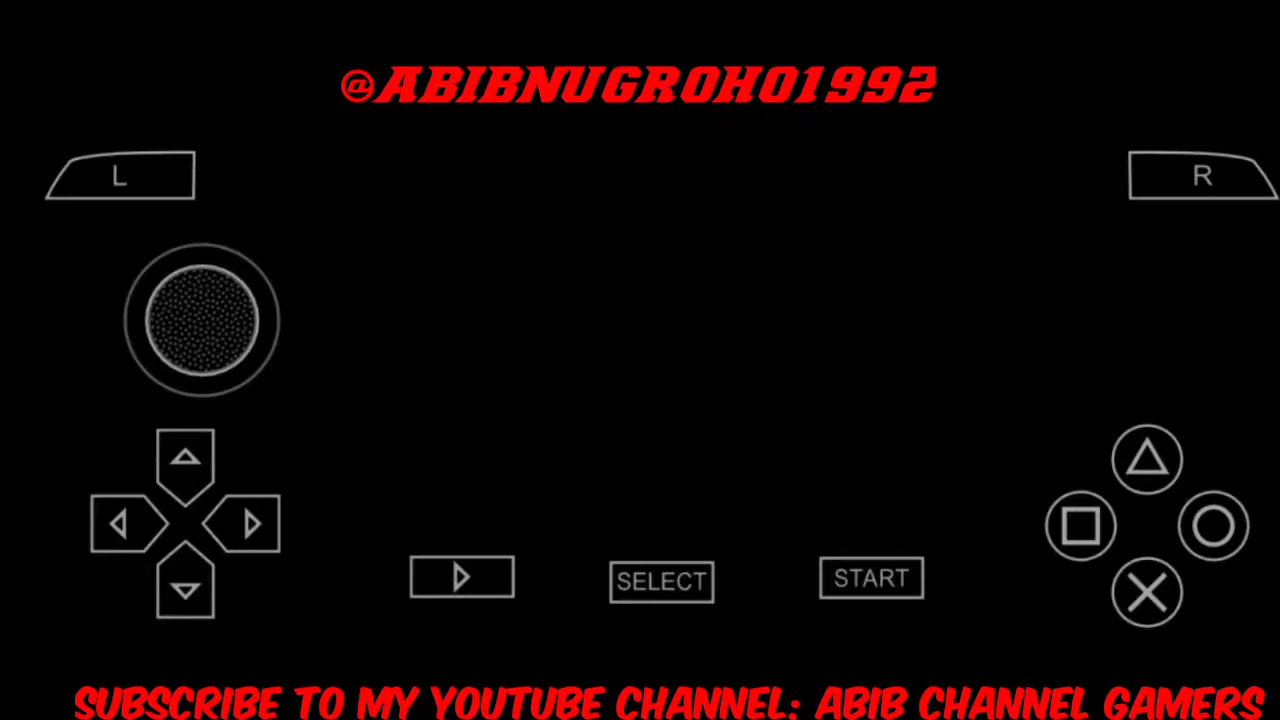 @ABIBNUGROHO1992
L
R
SELECT
START
SUBSCRIBE TO MY YOUTUBE CHANNEL: ABIB CHANNEL GAMERS